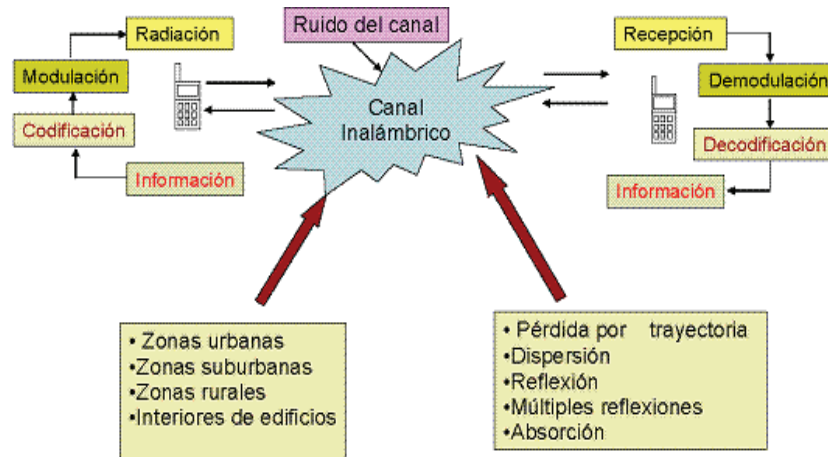 Ruido del canal
Radiación
Modulación
Codificación
Información
Canal
Inalámbrico
Recepción
Demodulación
Decodificación
Información
• Zonas urbanas
•Zonas suburbanas
•Zonas rurales
•Interiores de edificios
• Pérdida por trayectoria
•Dispersión
•Reflexión
•Múltiples reflexiones
•Absorción